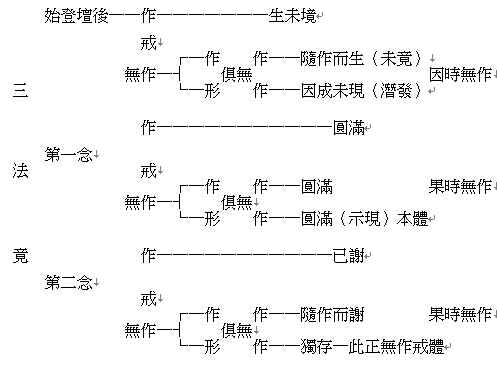 始登壇後——作———————生未境
戒
┌—作　作——隨作而生（未竟）
無作—┤　俱無　因時無作
三
└—形　作——因成未現（潛發）
作———————————圓滿
第一念
法　戒
┌—作　作——圓滿　果時無作
無作—┤　俱無
└—形　作——圓滿（示現）本體
竟　作———————————已謝
第二念
戒
┌—作　作——隨作而謝　果時無作
無作—┤　俱無
└—形　作——獨存—此正無作戒體